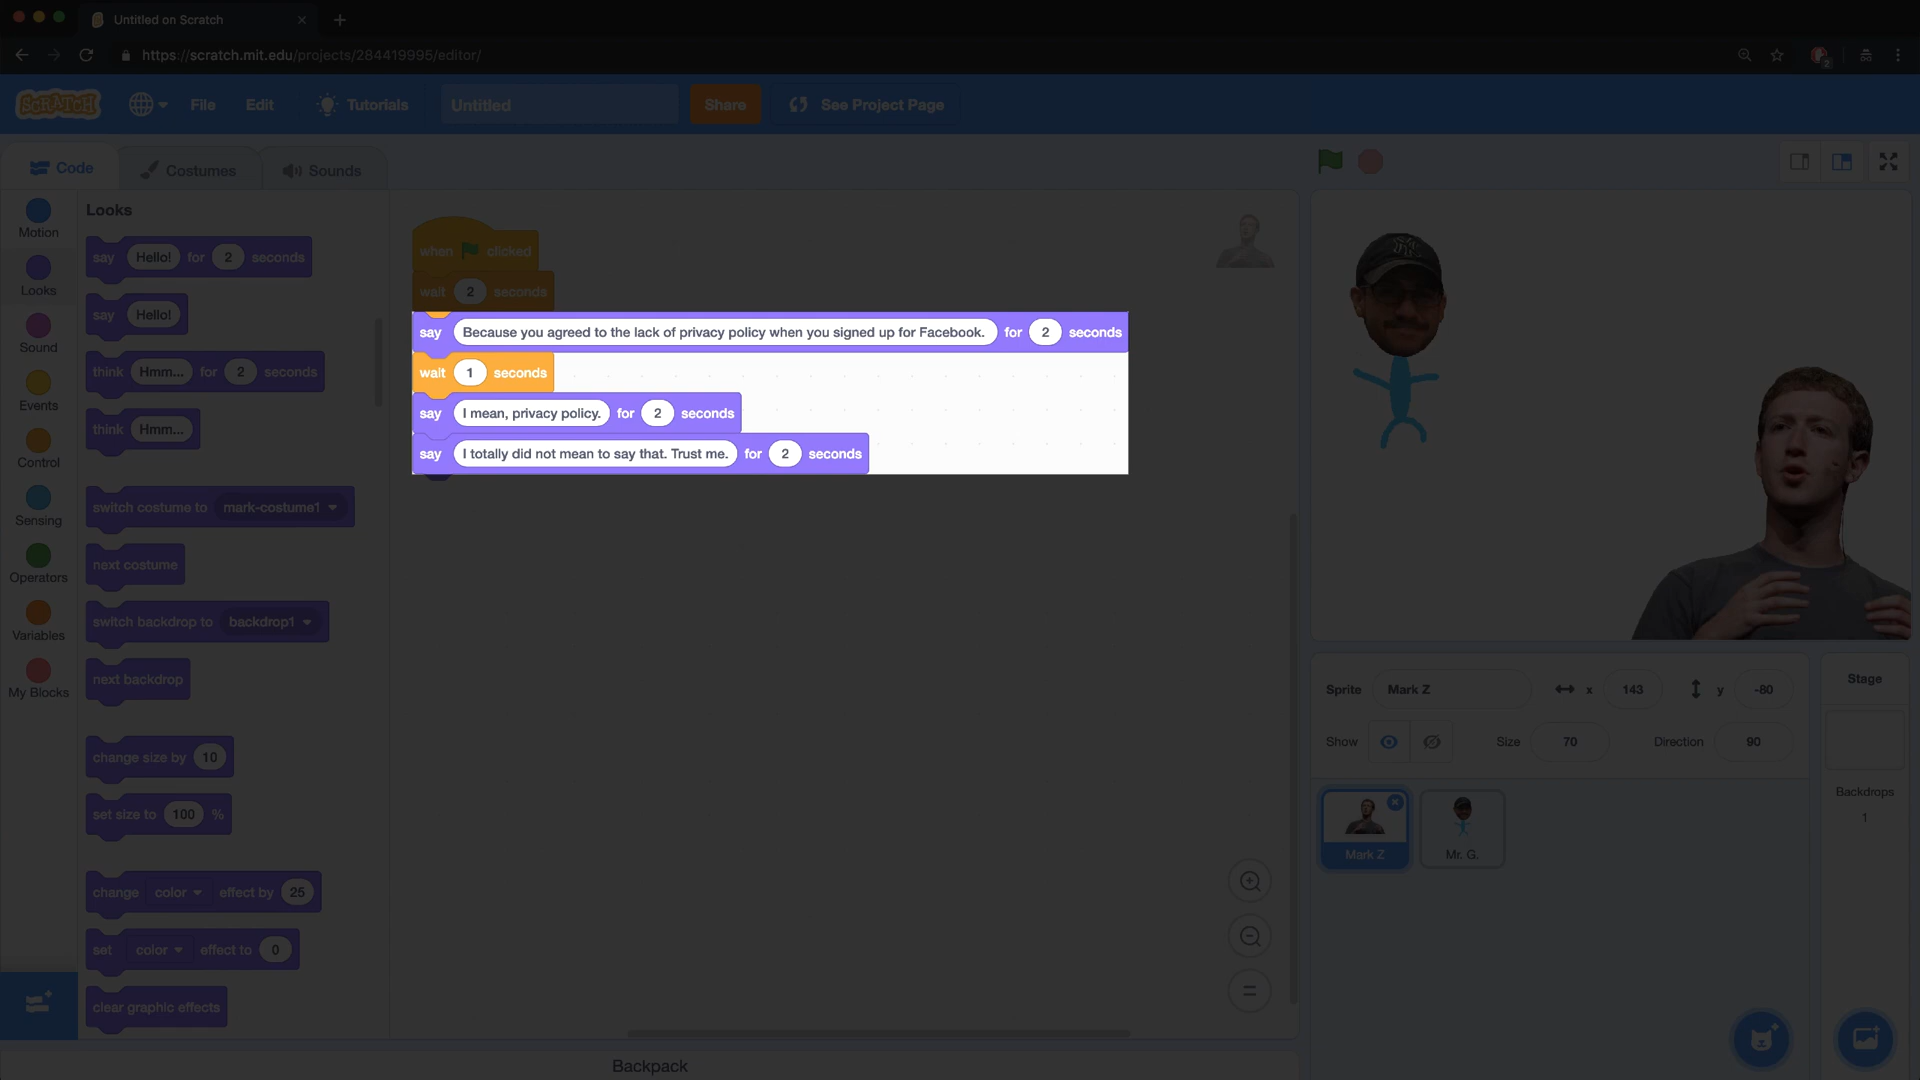 Untitled on Scratch
https://scratch.mit.edu/projects/284419995/editor/
2
SCRATCH
File
Edit
Tutorials
Untitled
Share
See Project Page
Code
Costumes
Sounds
Motion
Looks
Sound
Events
Control
Sensing
Operators
Variables
My Blocks
Looks
say Hello! for 2 seconds
say Hello!
think Hmm... for 2 seconds
think Hmm...
switch costume to mark-costume1
next costume
switch backdrop to backdrop1
next backdrop
change size by 10
set size to 100 %
change color effect by 25
set color effect to 0
clear graphic effects
when clicked
wait 2 seconds
say Because you agreed to the lack of privacy policy when you signed up for Facebook. for 2 seconds
wait 1 seconds
say I mean, privacy policy. for 2 seconds
say I totally did not mean to say that. Trust me. for 2 seconds
Backpack
Sprite Mark Z x 143 y -80
Show Size 70 Direction 90
Mark Z
Mr. G.
Stage
Backdrops
1